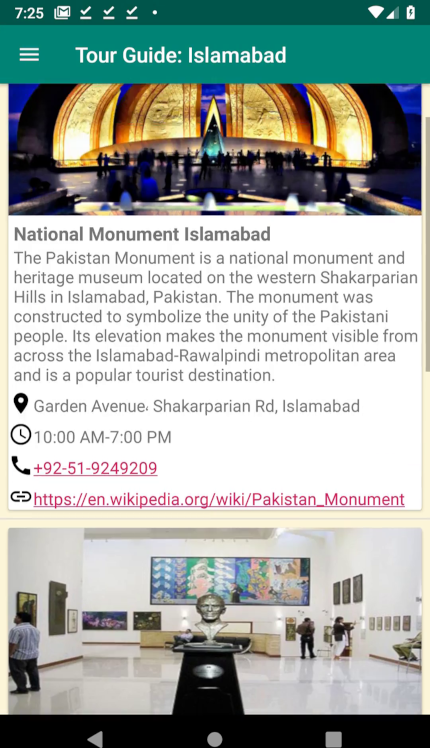 7:25
Tour Guide: Islamabad
National Monument Islamabad
The Pakistan Monument is a national monument and
heritage museum located on the western Shakarparian
Hills in Islamabad, Pakistan. The monument was
constructed to symbolize the unity of the Pakistani
people. Its elevation makes the monument visible from
across the Islamabad-Rawalpindi metropolitan area
and is a popular tourist destination.
Garden Avenue، Shakarparian Rd, Islamabad
10:00 AM-7:00 PM
+92-51-9249209
https://en.wikipedia.org/wiki/Pakistan_Monument